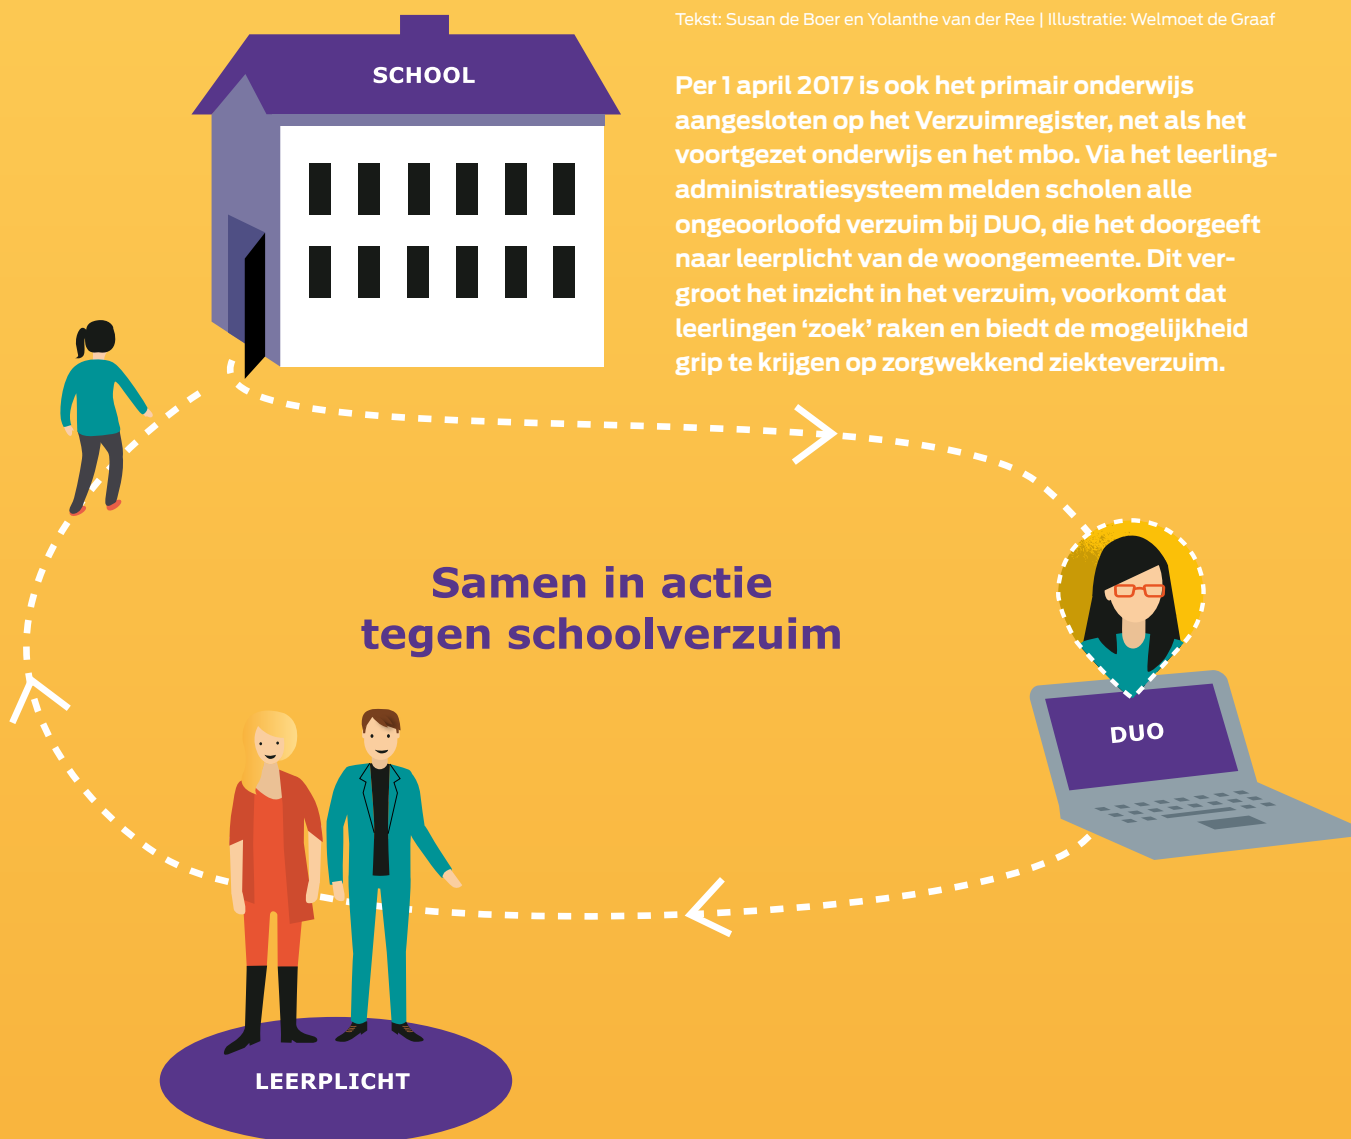 Tekst: Susan de Boer en Yolanthe van der Ree | Illustratie: Welmoet de Graaf
SCHOOL
Per 1 april 2017 is ook het primair onderwijs
aangesloten op het Verzuimregister, net als het
voortgezet onderwijs en het mbo. Via het leerling-
administratiesysteem melden scholen alle
ongeoorloofd verzuim bij DUO, die het doorgeeft
naar leerplicht van de woongemeente. Dit ver-
groot het inzicht in het verzuim, voorkomt dat
leerlingen ‘zoek’ raken en biedt de mogelijkheid
grip te krijgen op zorgwekkend ziekteverzuim.
Samen in actie
tegen schoolverzuim
DUO
LEERPLICHT